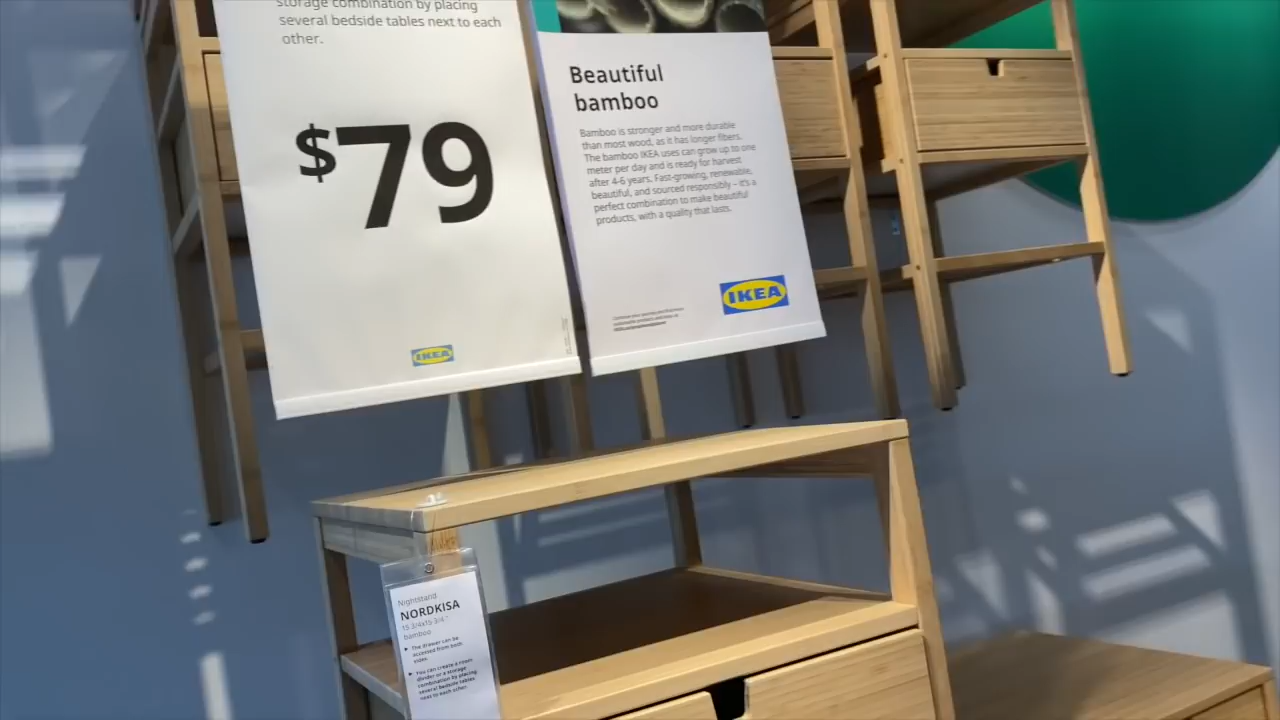 storage combination by placing
several bedside tables next to each
other.
$79
IKEA
Beautiful
bamboo
Bamboo is stronger and more durable
than most wood, as it has longer fibers.
The bamboo IKEA uses can grow up to one
meter per day and is ready for harvest
after 4-6 years. Fast-growing, renewable,
beautiful, and sourced responsibly – it's a
perfect combination to make beautiful
products, with a quality that lasts.
IKEA
Nightstand
NORDKISA
15 3/4x15 3/4 "
bamboo
The drawer can be
accessed from both
sides.
You can create a room
divider or a storage
combination by placing
several bedside tables
next to each other.